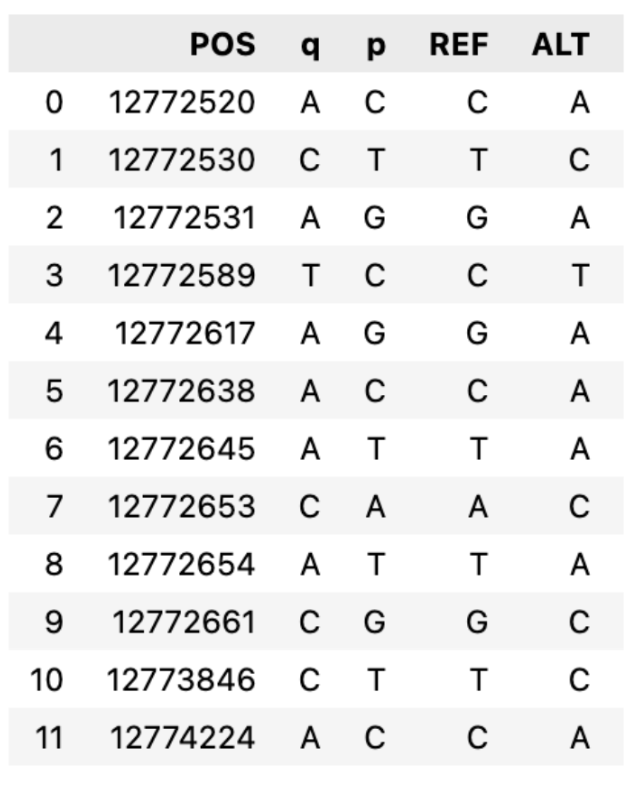 POS q p REF ALT
0 12772520 A C C A
1 12772530 C T T C
2 12772531 A G G A
3 12772589 T C C T
4 12772617 A G G A
5 12772638 A C C A
6 12772645 A T T A
7 12772653 C A A C
8 12772654 A T T A
9 12772661 C G G C
10 12773846 C T T C
11 12774224 A C C A